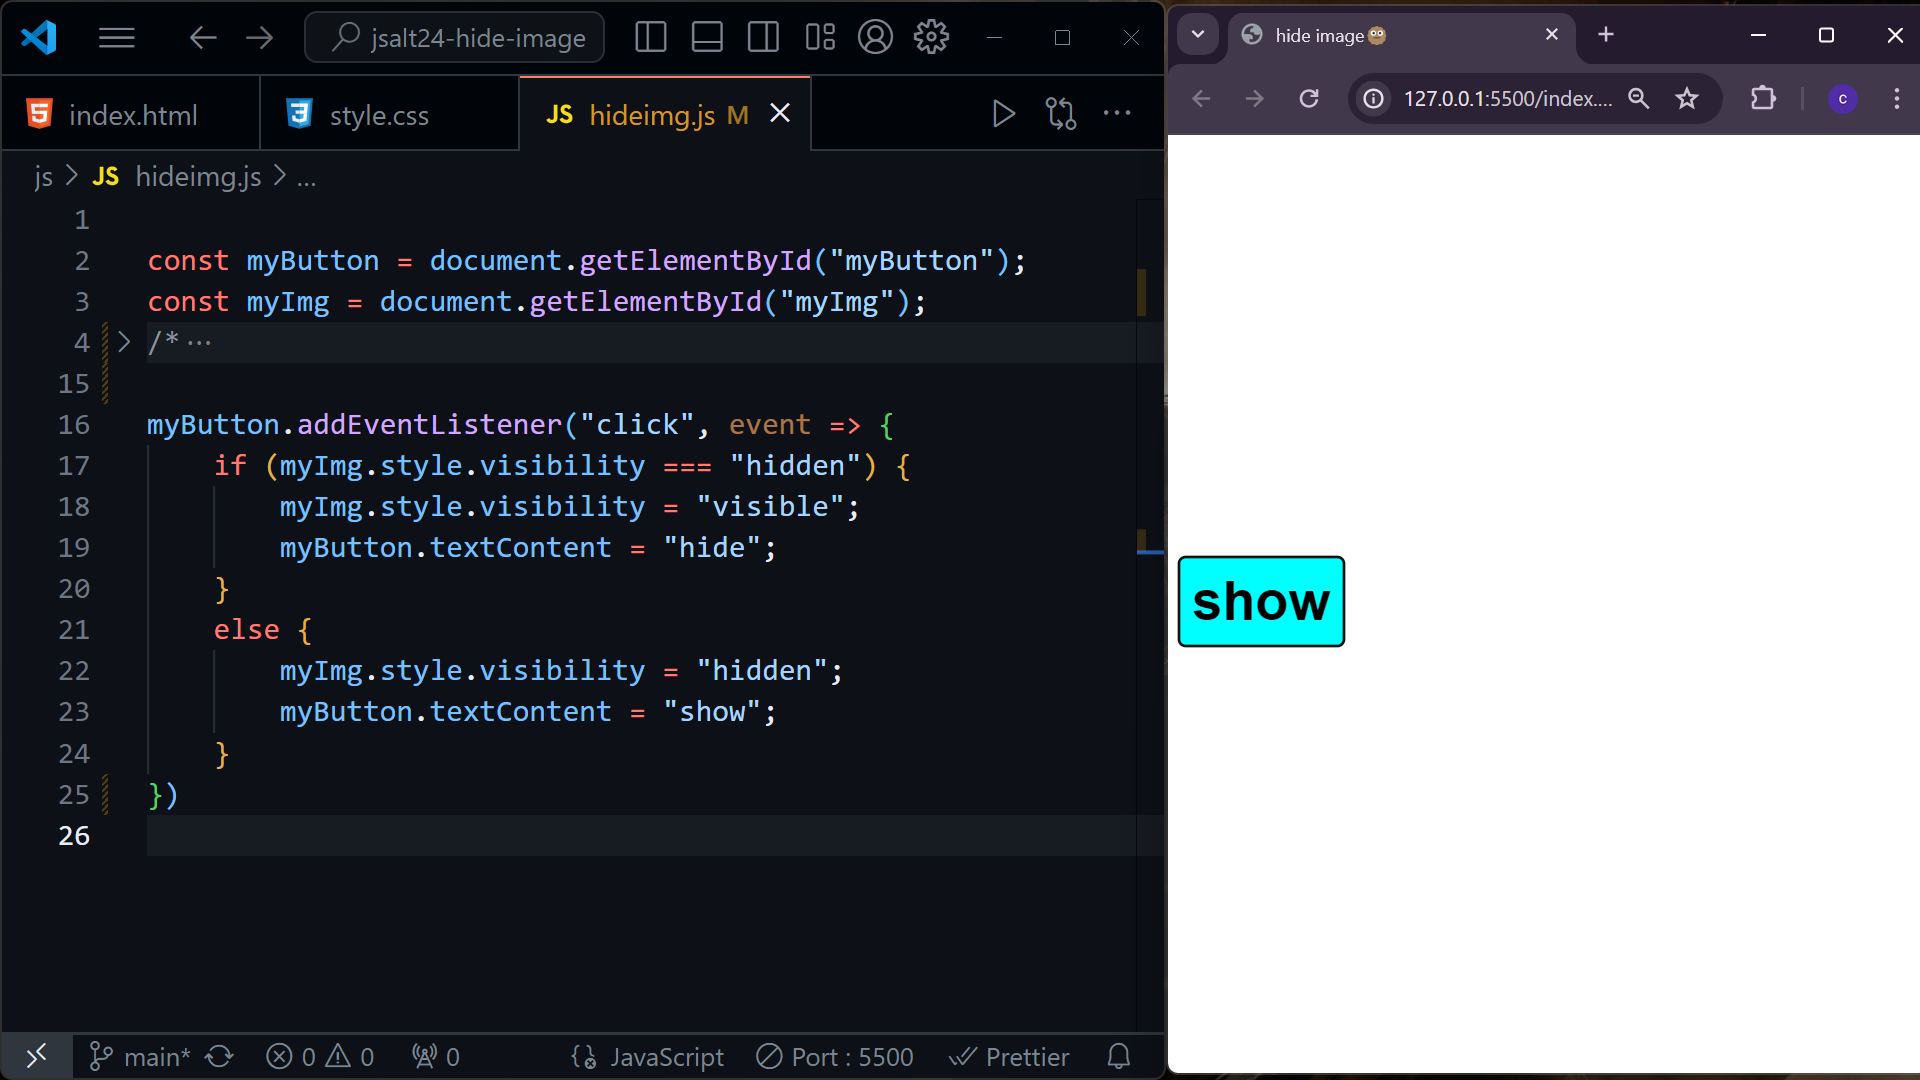 jsalt24-hide-image
index.html
style.css
JS hideimg.js M
js > JS hideimg.js > ...
1
2 const myButton = document.getElementById("myButton");
3 const myImg = document.getElementById("myImg");
4 /* ...
15
16 myButton.addEventListener("click", event => {
17 if (myImg.style.visibility === "hidden") {
18 myImg.style.visibility = "visible";
19 myButton.textContent = "hide";
20 }
21 else {
22 myImg.style.visibility = "hidden";
23 myButton.textContent = "show";
24 }
25 })
26
main* 0 0 0 JavaScript Port : 5500 Prettier
hide image
127.0.0.1:5500/index....
c
show